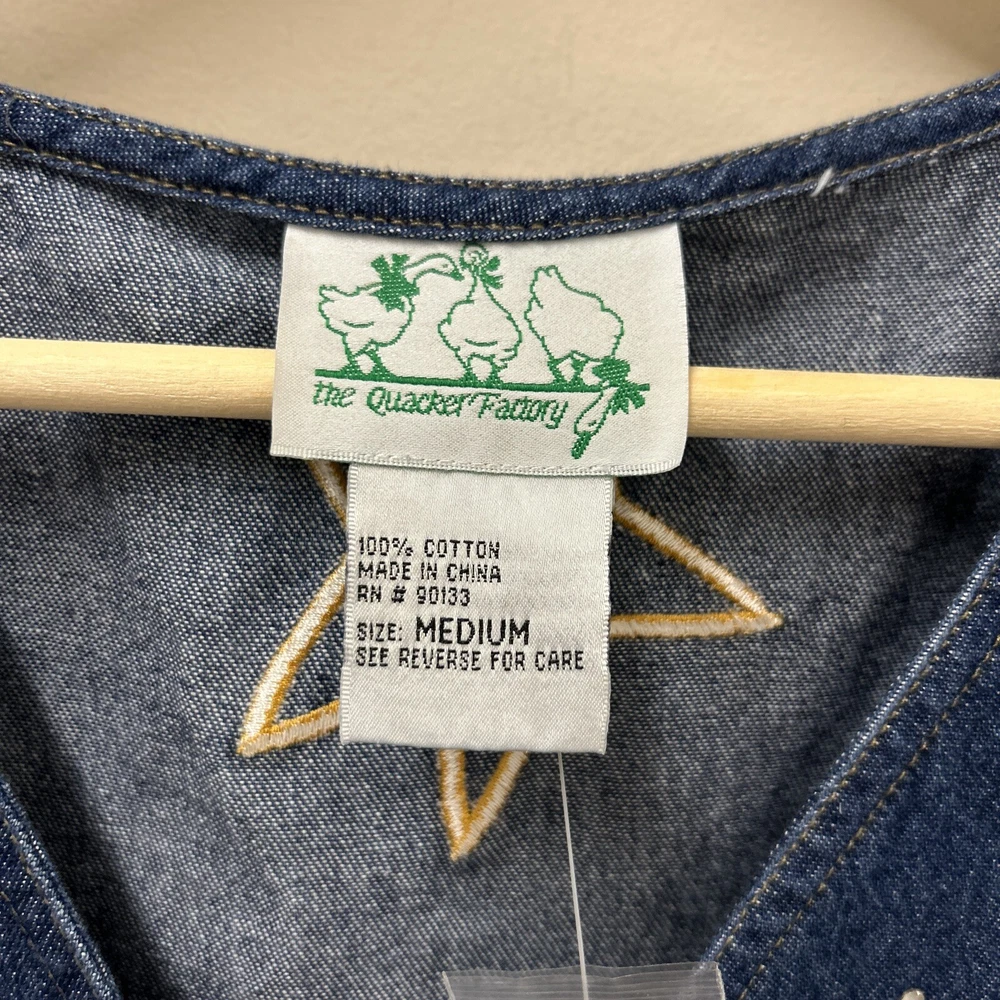 the Quacker Factory
100% COTTON
MADE IN CHINA
RN # 90133
SIZE: MEDIUM
SEE REVERSE FOR CARE